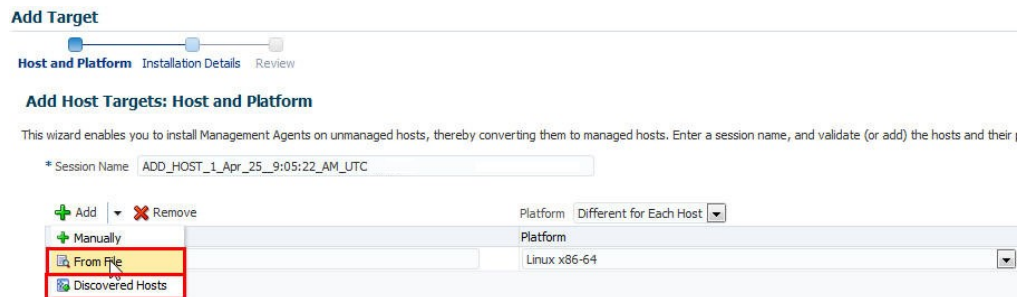 Add Target
Host and Platform Installation Details Review
Add Host Targets: Host and Platform
This wizard enables you to install Management Agents on unmanaged hosts, thereby converting them to managed hosts. Enter a session name, and validate (or add) the hosts and their
* Session Name ADD_HOST_1_Apr_25__9:05:22_AM_UTC
Add Remove Platform Different for Each Host
Manually Platform
From File Linux x86-64
Discovered Hosts